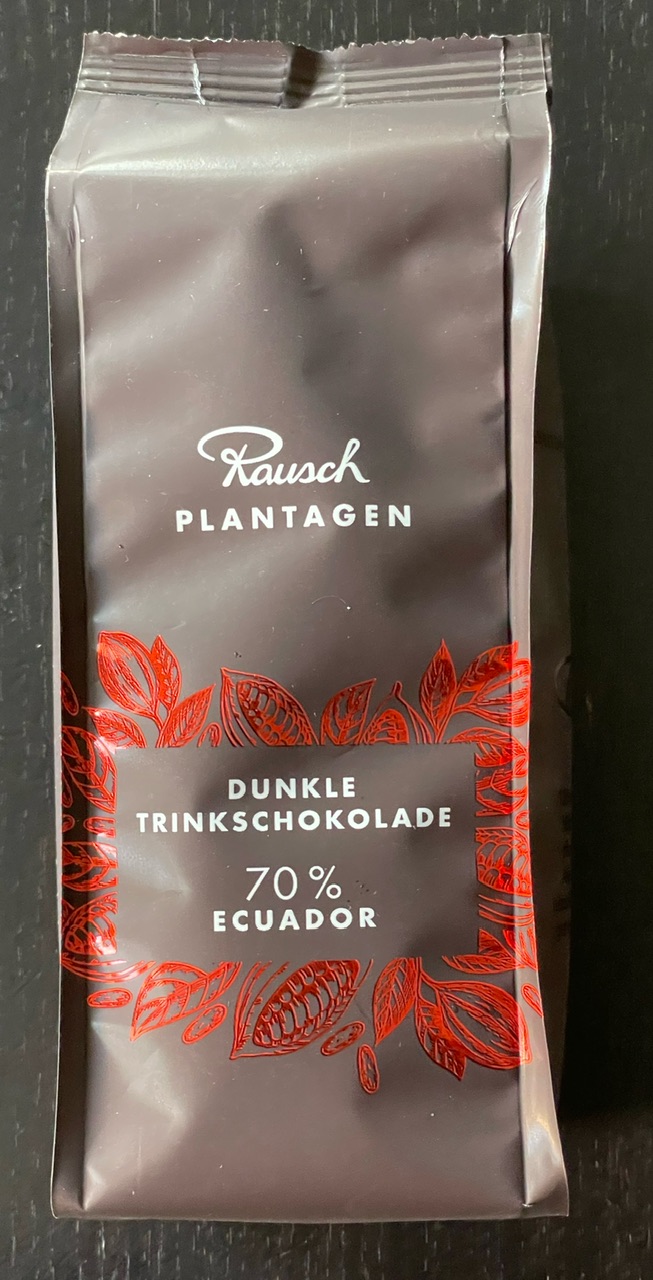 Rausch
PLANTAGEN
DUNKLE
TRINKSCHOKOLADE
70%
ECUADOR